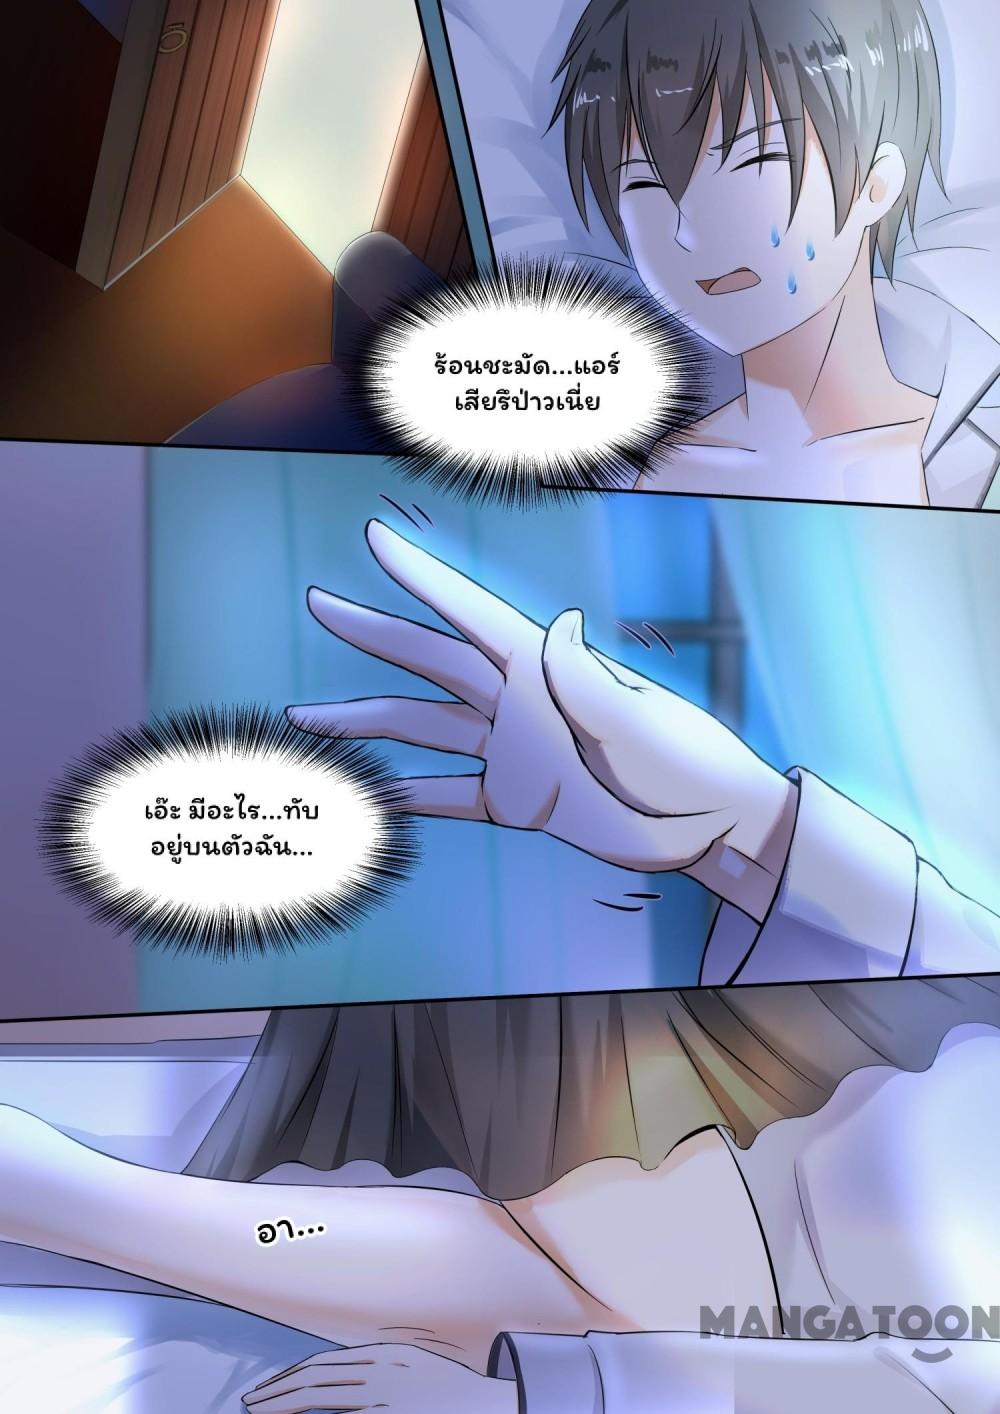 ร้อนชะมัด...แอร์
เสียรึป่าวเนี่ย
เอ๊ะ มีอะไร...ทับ
อยู่บนตัวฉัน...
อา...
MANGATOON